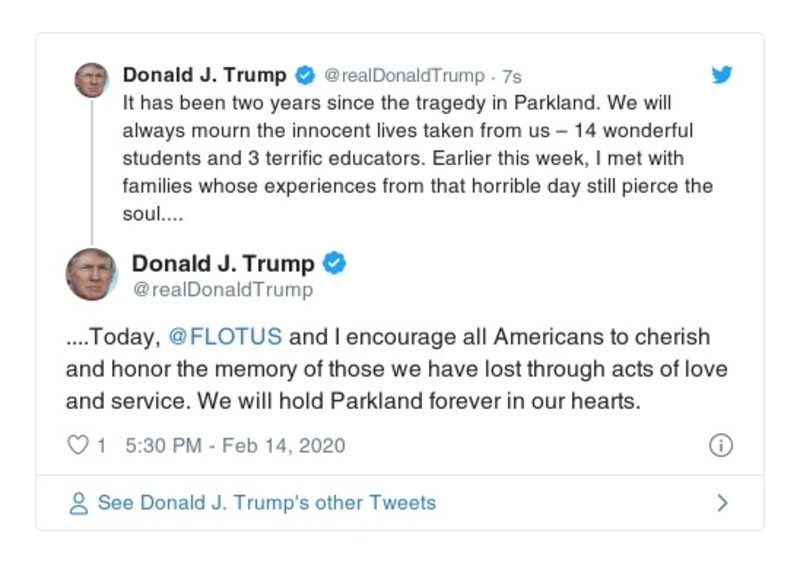 Donald J. Trump @realDonaldTrump · 7s
It has been two years since the tragedy in Parkland. We will
always mourn the innocent lives taken from us – 14 wonderful
students and 3 terrific educators. Earlier this week, I met with
families whose experiences from that horrible day still pierce the
soul....
Donald J. Trump
@realDonaldTrump
....Today, @FLOTUS and I encourage all Americans to cherish
and honor the memory of those we have lost through acts of love
and service. We will hold Parkland forever in our hearts.
1 5:30 PM - Feb 14, 2020
See Donald J. Trump's other Tweets